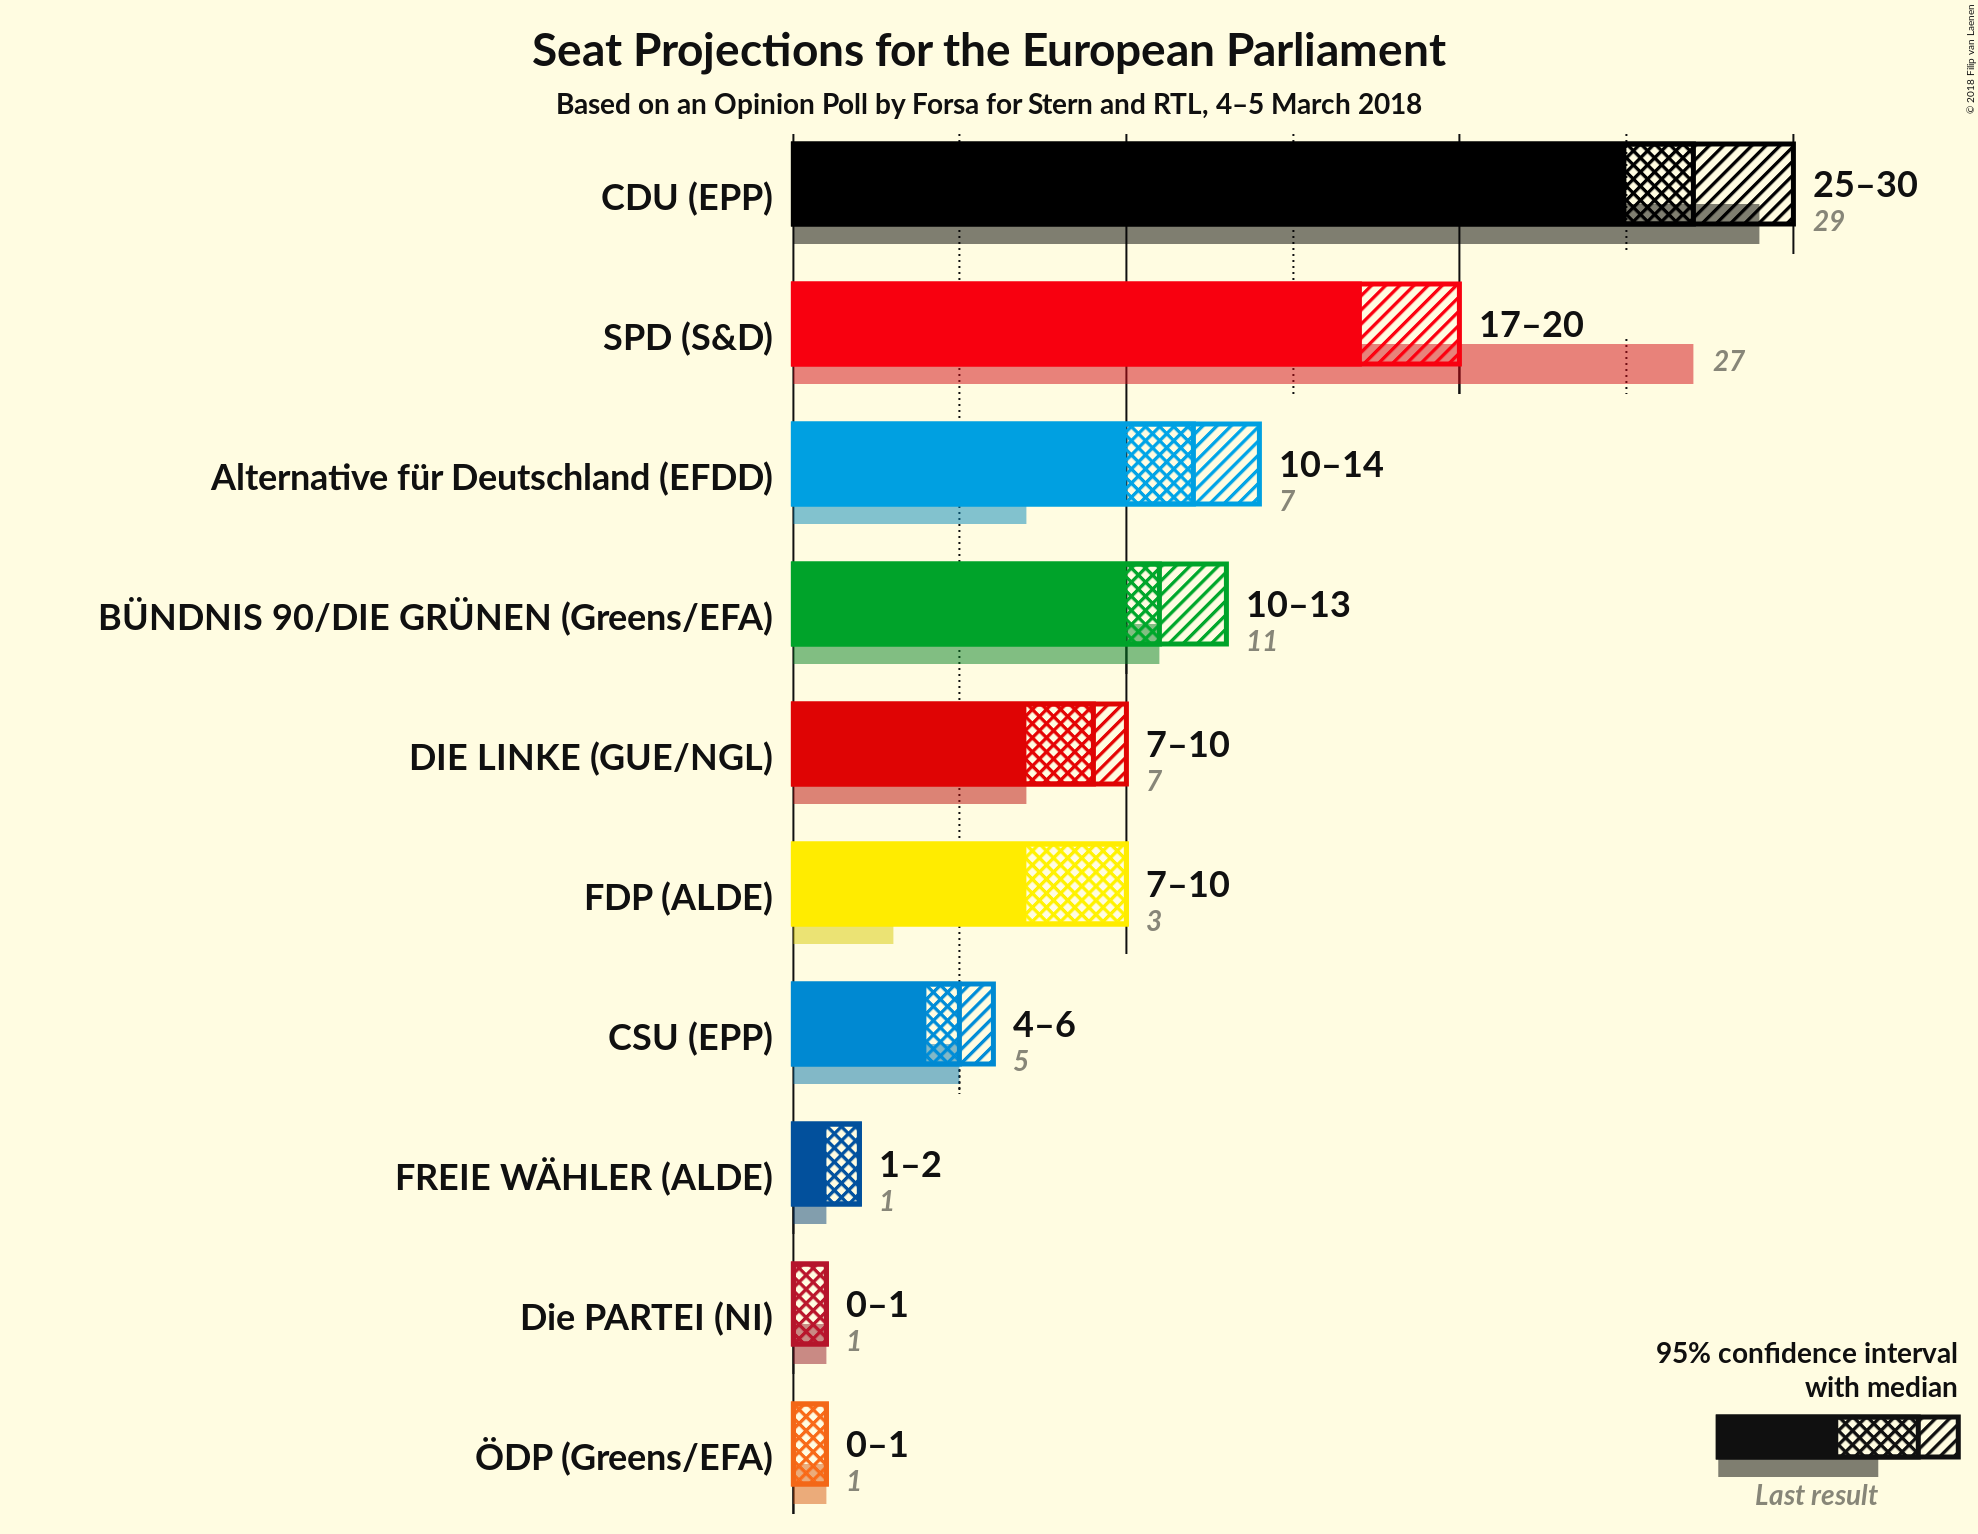 Seat Projections for the European Parliament
Based on an Opinion Poll by Forsa for Stern and RTL, 4–5 March 2018
© 2018 Filip van Laenen
CDU (EPP)
25–30
29
SPD (S&D)
17–20
27
Alternative für Deutschland (EFDD)
10–14
7
BÜNDNIS 90/DIE GRÜNEN (Greens/EFA)
10–13
11
DIE LINKE (GUE/NGL)
7–10
7
FDP (ALDE)
7–10
3
CSU (EPP)
4–6
5
FREIE WÄHLER (ALDE)
1–2
1
Die PARTEI (NI)
0–1
1
ÖDP (Greens/EFA)
0–1
1
95% confidence interval
with median
Last result